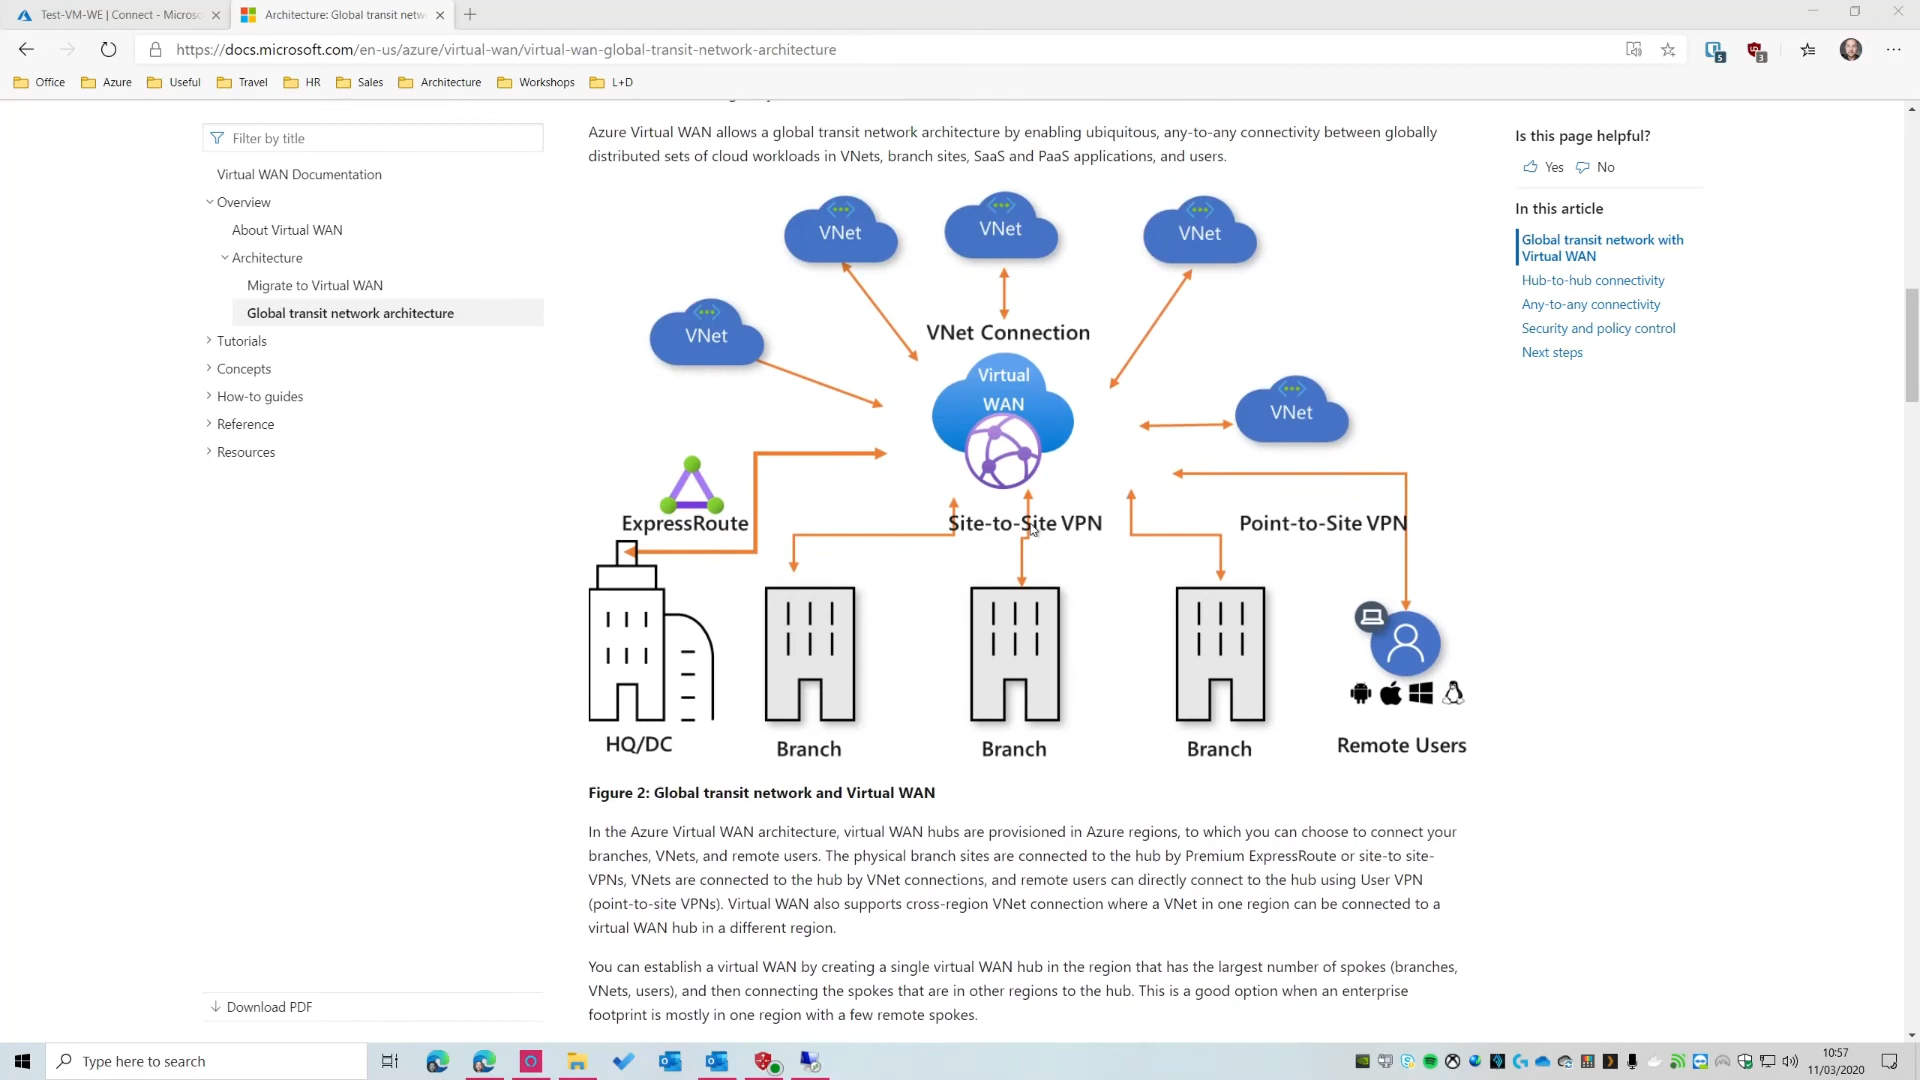 Test-VM-WE | Connect - Microso
Architecture: Global transit netw
https://docs.microsoft.com/en-us/azure/virtual-wan/virtual-wan-global-transit-network-architecture
5
3
Office
Azure
Useful
Travel
HR
Sales
Architecture
Workshops
L+D
Filter by title
Virtual WAN Documentation
Overview
About Virtual WAN
Architecture
Migrate to Virtual WAN
Global transit network architecture
Tutorials
Concepts
How-to guides
Reference
Resources
Download PDF
Azure Virtual WAN allows a global transit network architecture by enabling ubiquitous, any-to-any connectivity between globally
distributed sets of cloud workloads in VNets, branch sites, SaaS and PaaS applications, and users.
VNet
VNet
VNet
VNet
VNet Connection
Virtual
WAN
VNet
ExpressRoute
Site-to-Site VPN
Point-to-Site VPN
HQ/DC
Branch
Branch
Branch
Remote Users
Figure 2: Global transit network and Virtual WAN
In the Azure Virtual WAN architecture, virtual WAN hubs are provisioned in Azure regions, to which you can choose to connect your
branches, VNets, and remote users. The physical branch sites are connected to the hub by Premium ExpressRoute or site-to site-
VPNs, VNets are connected to the hub by VNet connections, and remote users can directly connect to the hub using User VPN
(point-to-site VPNs). Virtual WAN also supports cross-region VNet connection where a VNet in one region can be connected to a
virtual WAN hub in a different region.
You can establish a virtual WAN by creating a single virtual WAN hub in the region that has the largest number of spokes (branches,
VNets, users), and then connecting the spokes that are in other regions to the hub. This is a good option when an enterprise
footprint is mostly in one region with a few remote spokes.
Is this page helpful?
Yes
No
In this article
Global transit network with
Virtual WAN
Hub-to-hub connectivity
Any-to-any connectivity
Security and policy control
Next steps
Type here to search
10:57
11/03/2020